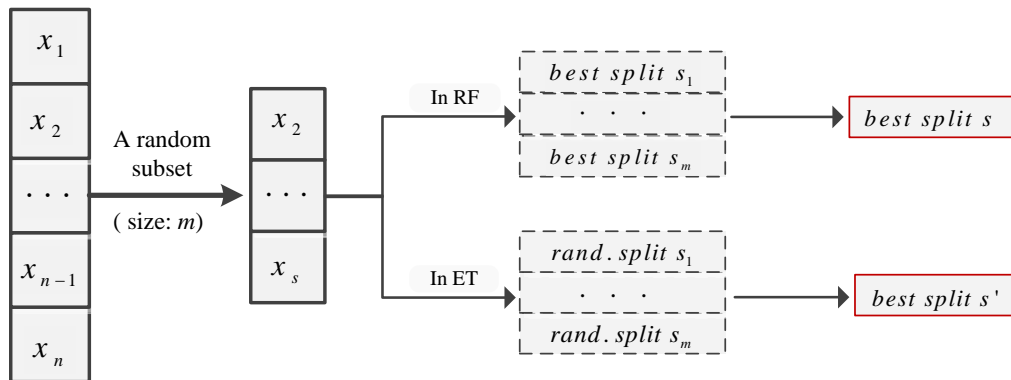 x₁
x₂
· · ·
xₙ₋₁
xₙ
A random
subset
( size: m)
x₂
· · ·
xₛ
In RF
best split s₁
· · ·
best split sₘ
best split s
In ET
rand. split s₁
· · ·
rand. split sₘ
best split s'